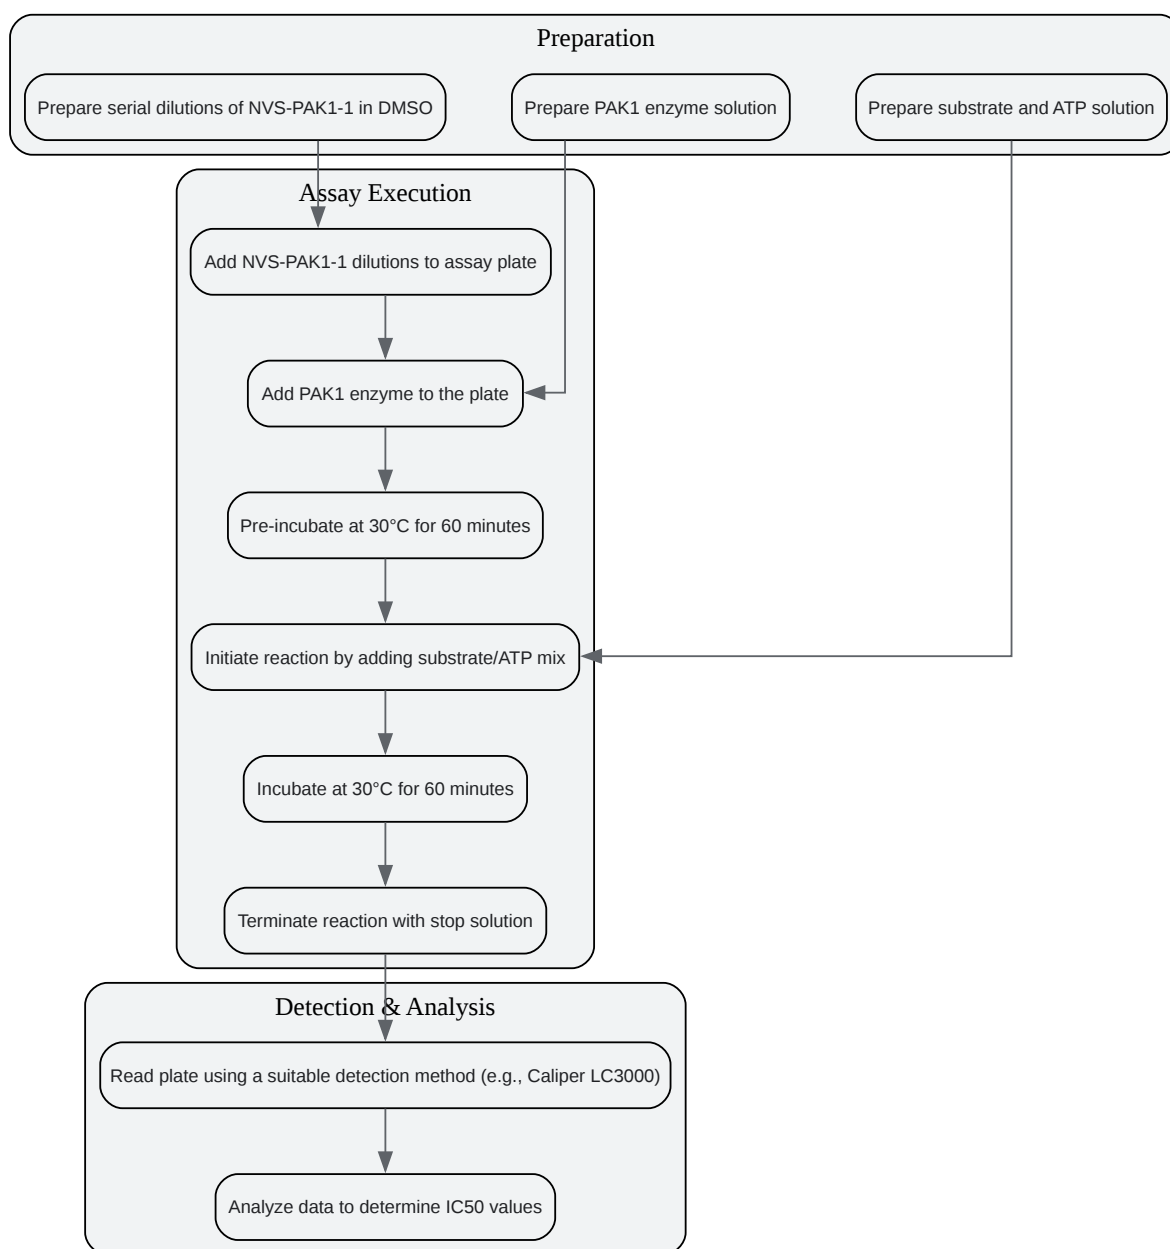 Preparation
Prepare serial dilutions of NVS-PAK1-1 in DMSO
Prepare PAK1 enzyme solution
Prepare substrate and ATP solution
Assay Execution
Add NVS-PAK1-1 dilutions to assay plate
Add PAK1 enzyme to the plate
Pre-incubate at 30°C for 60 minutes
Initiate reaction by adding substrate/ATP mix
Incubate at 30°C for 60 minutes
Terminate reaction with stop solution
Detection & Analysis
Read plate using a suitable detection method (e.g., Caliper LC3000)
Analyze data to determine IC50 values